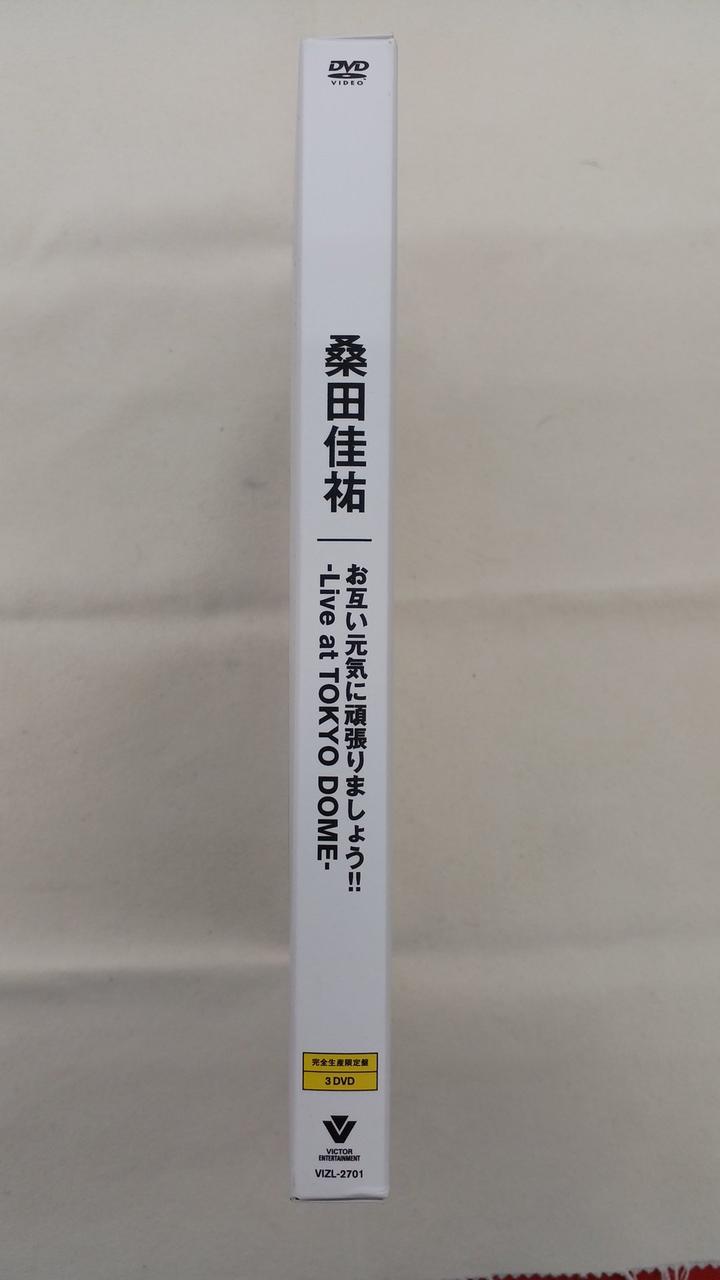 DVD
VIDEO
桑田佳祐
お互い元気に頑張りましょう!!
-Live at TOKYO DOME-
完全生産限定盤
3 DVD
VICTOR
ENTERTAINMENT
VIZL-2701